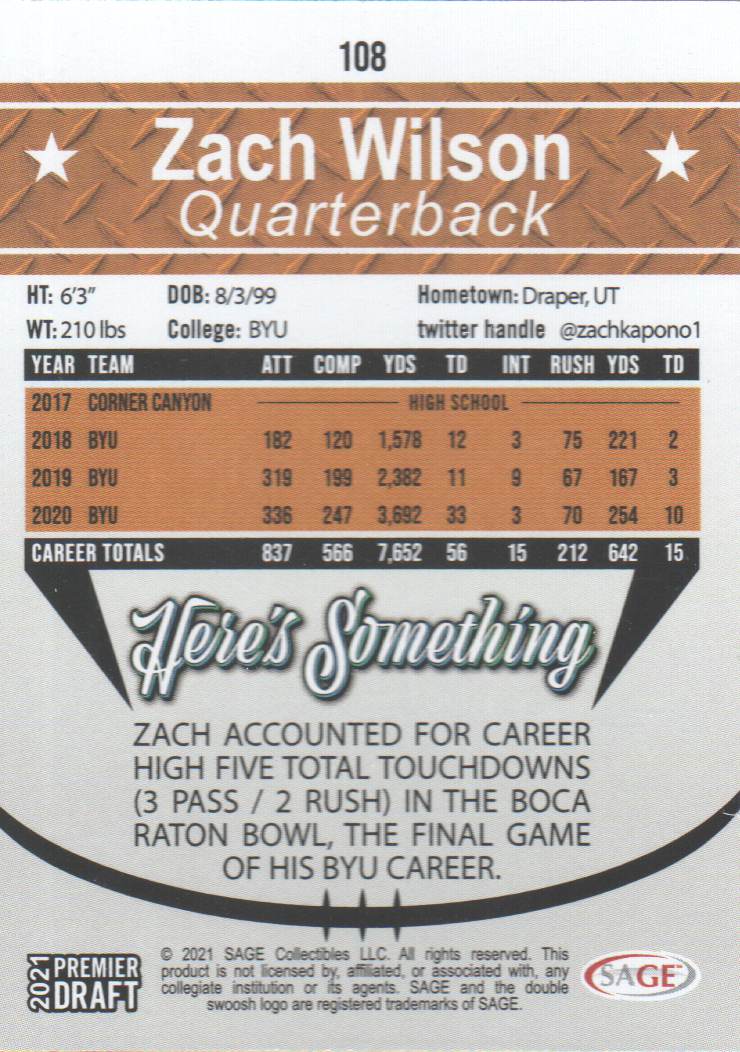 108
Zach Wilson
Quarterback
HT: 6'3" DOB: 8/3/99 Hometown: Draper, UT
WT: 210 lbs College: BYU twitter handle @zachkapono1
YEAR TEAM ATT COMP YDS TD INT RUSH YDS TD
2017 CORNER CANYON HIGH SCHOOL
2018 BYU 182 120 1,578 12 3 75 221 2
2019 BYU 319 199 2,382 11 9 67 167 3
2020 BYU 336 247 3,692 33 3 70 254 10
CAREER TOTALS 837 566 7,652 56 15 212 642 15
Here's Something
ZACH ACCOUNTED FOR CAREER
HIGH FIVE TOTAL TOUCHDOWNS
(3 PASS / 2 RUSH) IN THE BOCA
RATON BOWL, THE FINAL GAME
OF HIS BYU CAREER.
2021 PREMIER DRAFT
© 2021 SAGE Collectibles LLC. All rights reserved. This
product is not licensed by, affiliated, or associated with, any
collegiate institution or its agents. SAGE and the double
swoosh logo are registered trademarks of SAGE.
SAGE™